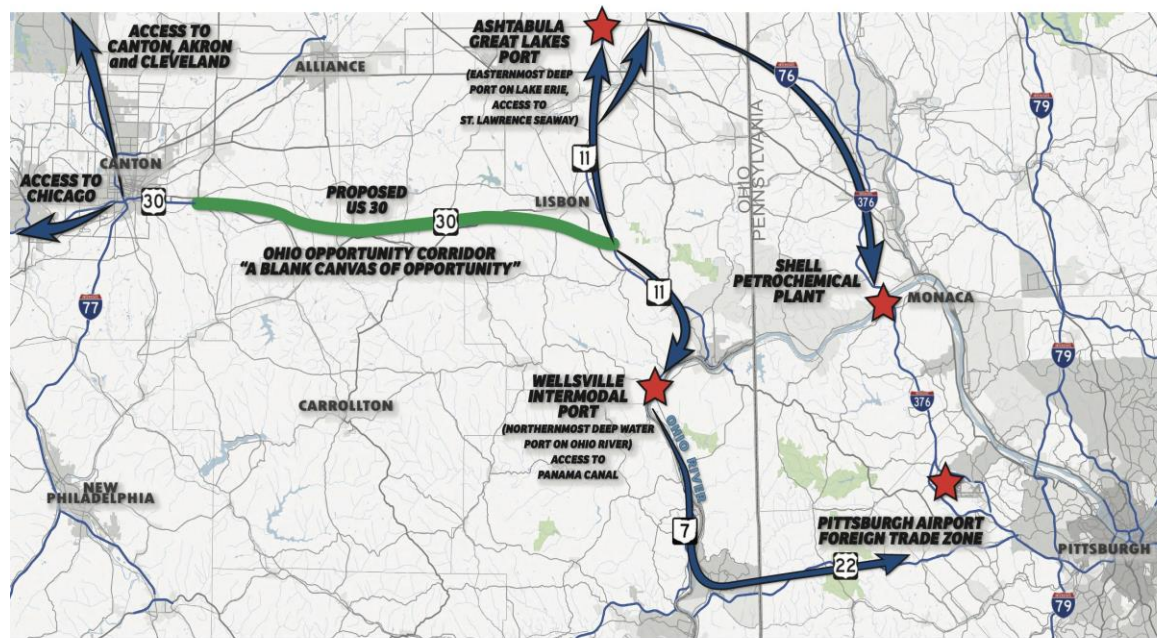 ACCESS TO
CANTON, AKRON
and CLEVELAND
ALLIANCE
ASHTABULA
GREAT LAKES
PORT
(EASTERNMOST DEEP
PORT ON LAKE ERIE,
ACCESS TO
ST. LAWRENCE SEAWAY)
76
79
OHIO
PENNSYLVANIA
11
CANTON
ACCESS TO
CHICAGO
30
PROPOSED
US 30
30
LISBON
376
OHIO OPPORTUNITY CORRIDOR
"A BLANK CANVAS OF OPPORTUNITY"
11
SHELL
PETROCHEMICAL
PLANT
MONACA
77
79
WELLSVILLE
INTERMODAL
PORT
(NORTHERNMOST DEEP WATER
PORT ON OHIO RIVER)
ACCESS TO
PANAMA CANAL
CARROLLTON
OHIO RIVER
376
NEW
PHILADELPHIA
7
PITTSBURGH AIRPORT
FOREIGN TRADE ZONE
22
PITTSBURGH
79